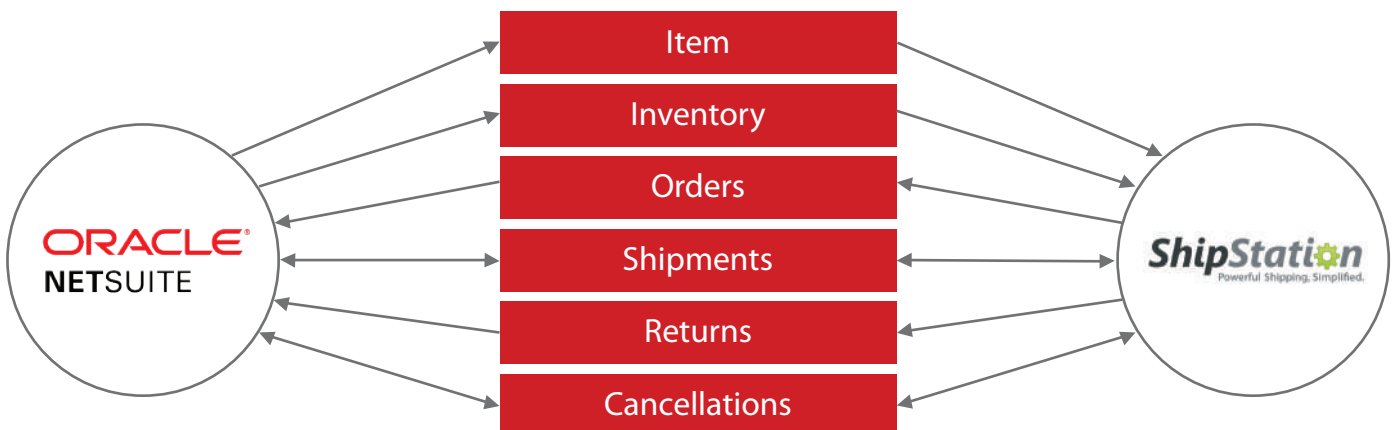 Item
Inventory
Orders
Shipments
Returns
Cancellations
ORACLE®
NETSUITE
ShipStation
Powerful Shipping, Simplified.